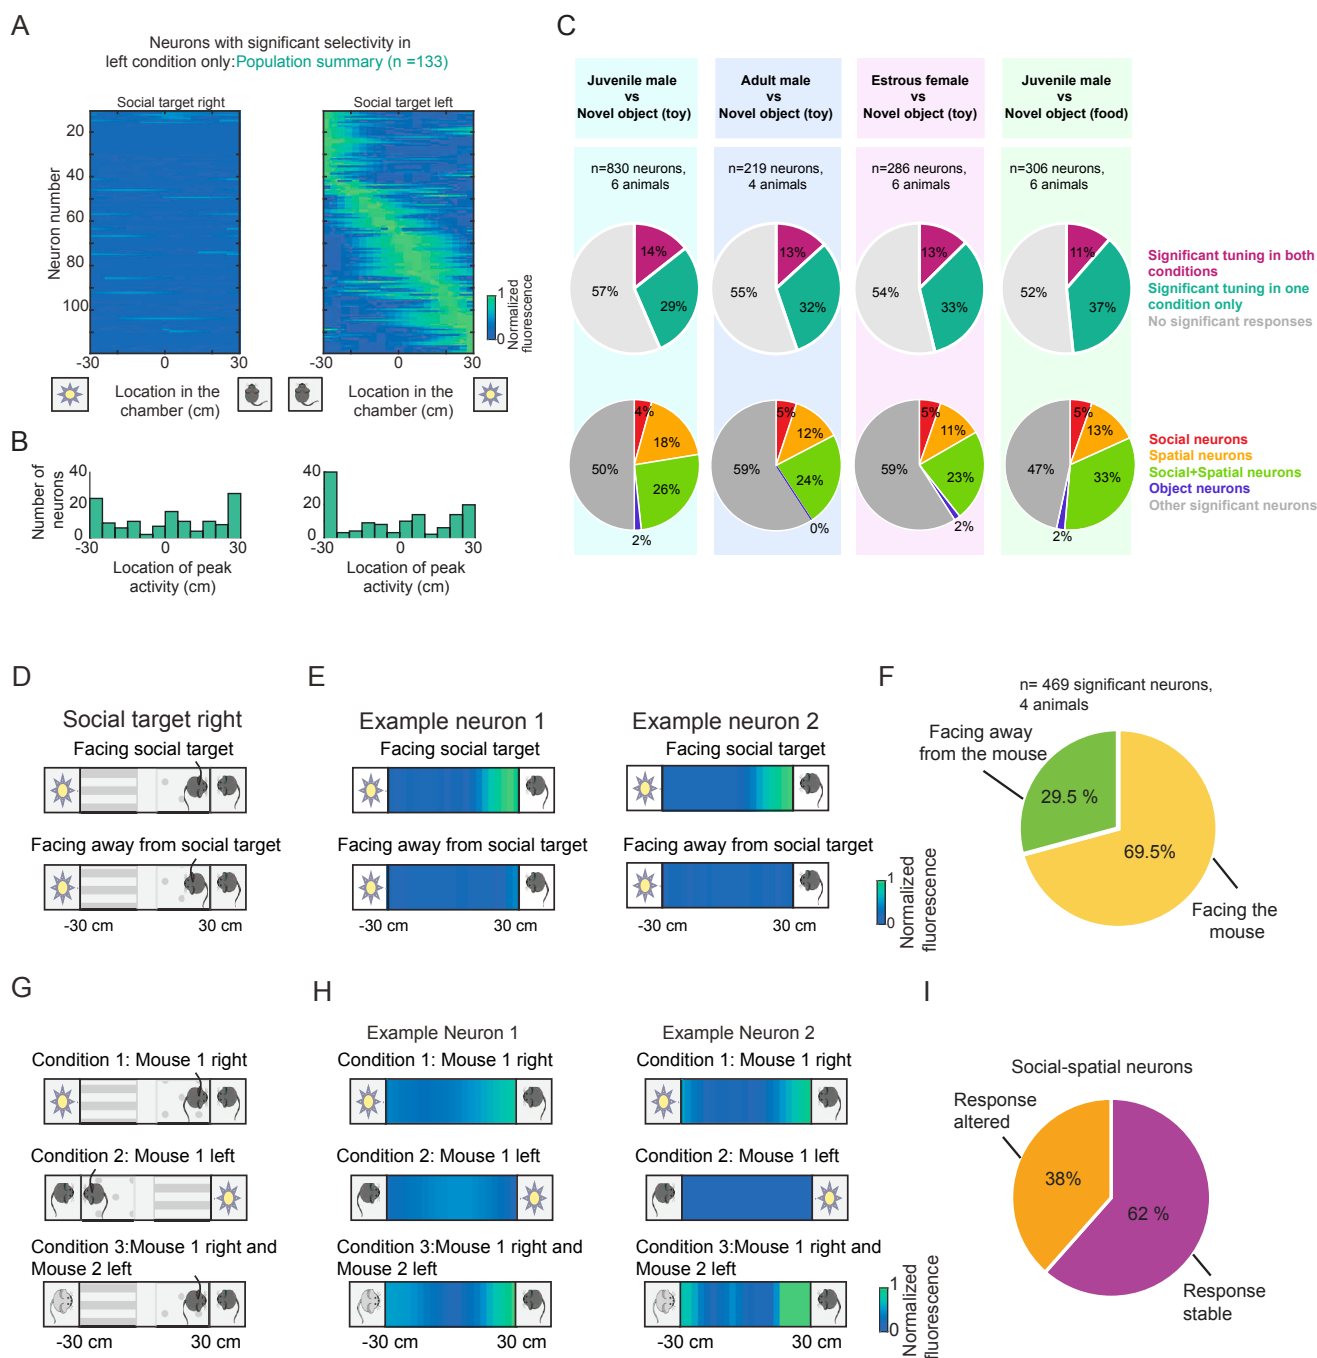 A
Neurons with significant selectivity in
left condition only:Population summary (n =133)
Social target right
Social target left
Neuron number
20
40
60
80
100
-30
0
30
-30
0
30
1
0
Normalized
fluorescence
Location in the
chamber (cm)
Location in the
chamber (cm)
B
Number of
neurons
40
20
0
-30
0
30
40
20
0
-30
0
30
Location of peak
activity (cm)
Location of peak
activity (cm)
C
Juvenile male
vs
Novel object (toy)
Adult male
vs
Novel object (toy)
Estrous female
vs
Novel object (toy)
Juvenile male
vs
Novel object (food)
n=830 neurons,
6 animals
n=219 neurons,
4 animals
n=286 neurons,
6 animals
n=306 neurons,
6 animals
14%
29%
57%
13%
32%
55%
13%
33%
54%
11%
37%
52%
Significant tuning in both
conditions
Significant tuning in one
condition only
No significant responses
4%
18%
26%
2%
50%
5%
12%
24%
0%
59%
5%
11%
23%
2%
59%
5%
13%
33%
2%
47%
Social neurons
Spatial neurons
Social+Spatial neurons
Object neurons
Other significant neurons
D
Social target right
Facing social target
Facing away from social target
-30 cm
30 cm
E
Example neuron 1
Facing social target
Facing away from social target
-30 cm
30 cm
Example neuron 2
Facing social target
Facing away from social target
-30 cm
30 cm
1
0
Normalized
fluorescence
F
n= 469 significant neurons,
4 animals
Facing away
from the mouse
29.5 %
69.5%
Facing the
mouse
G
Condition 1: Mouse 1 right
Condition 2: Mouse 1 left
Condition 3:Mouse 1 right and
Mouse 2 left
-30 cm
30 cm
H
Example Neuron 1
Condition 1: Mouse 1 right
Condition 2: Mouse 1 left
Condition 3:Mouse 1 right and
Mouse 2 left
-30 cm
30 cm
Example Neuron 2
Condition 1: Mouse 1 right
Condition 2: Mouse 1 left
Condition 3:Mouse 1 right and
Mouse 2 left
-30 cm
30 cm
1
0
Normalized
fluorescence
I
Social-spatial neurons
Response
altered
38%
62 %
Response
stable